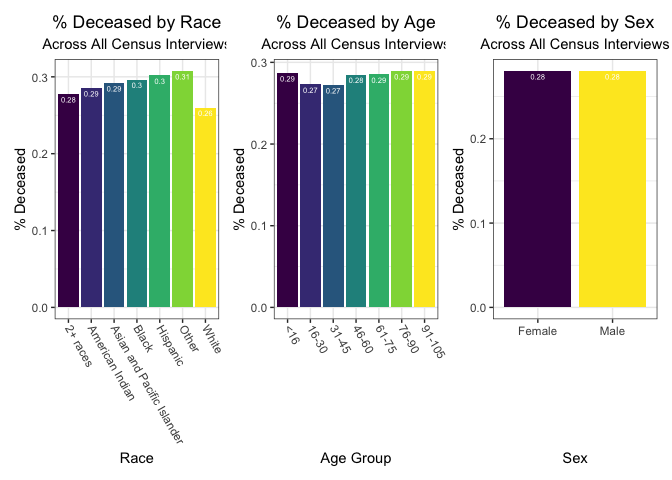 % Deceased by Race
Across All Census Interviews
% Deceased
0.3
0.2
0.1
0.0
0.28
0.29
0.29
0.3
0.3
0.31
0.26
2+ races
American Indian
Asian and Pacific Islander
Black
Hispanic
Other
White
Race
% Deceased by Age
Across All Census Interviews
% Deceased
0.3
0.2
0.1
0.0
0.29
0.27
0.27
0.28
0.29
0.29
0.29
<16
16-30
31-45
46-60
61-75
76-90
91-105
Age Group
% Deceased by Sex
Across All Census Interviews
% Deceased
0.2
0.1
0.0
0.28
0.28
Female
Male
Sex